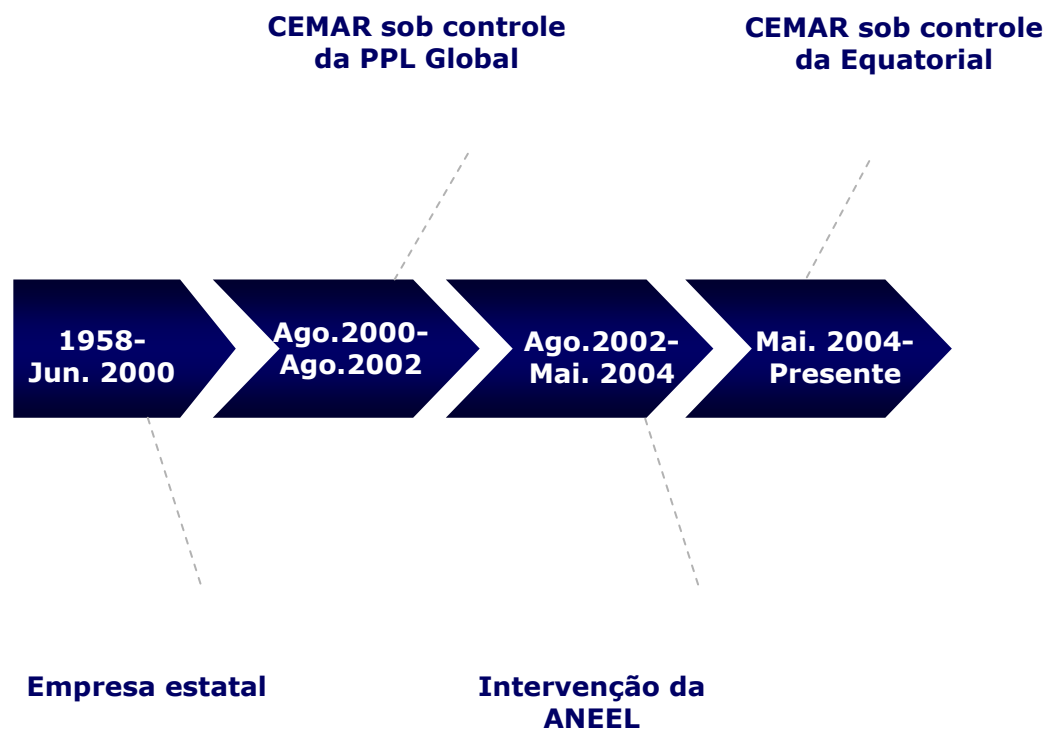 CEMAR sob controle
da PPL Global
CEMAR sob controle
da Equatorial
1958-
Jun. 2000
Ago.2000-
Ago.2002
Ago.2002-
Mai. 2004
Mai. 2004-
Presente
Empresa estatal
Intervenção da
ANEEL